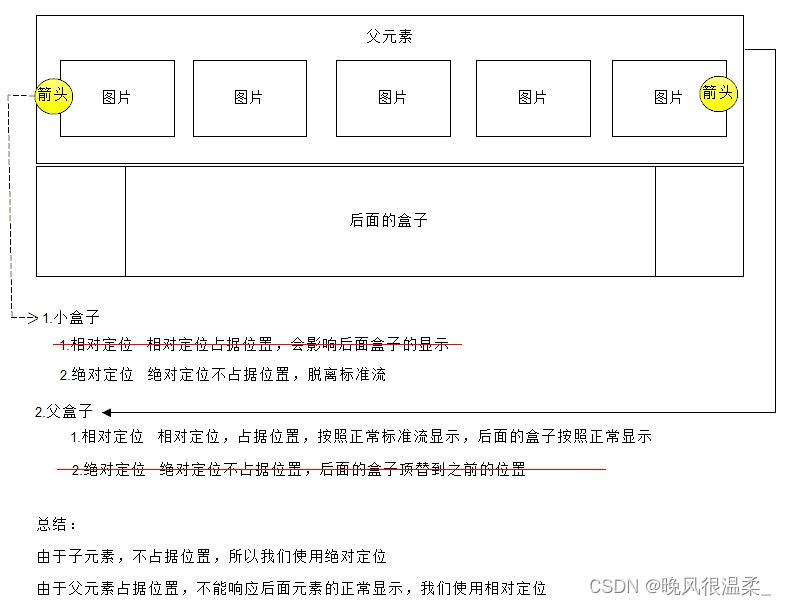 父元素
箭头 图片 图片 图片 图片 图片 箭头
后面的盒子
1.小盒子
1.相对定位 相对定位占据位置，会影响后面盒子的显示
2.绝对定位 绝对定位不占据位置，脱离标准流
2.父盒子
1.相对定位 相对定位，占据位置，按照正常标准流显示，后面的盒子按照正常显示
2.绝对定位 绝对定位不占据位置，后面的盒子顶替到之前的位置
总结：
由于子元素，不占据位置，所以我们使用绝对定位
由于父元素占据位置，不能响应后面元素的正常显示，我们使用相对定位
CSDN @晚风很温柔_